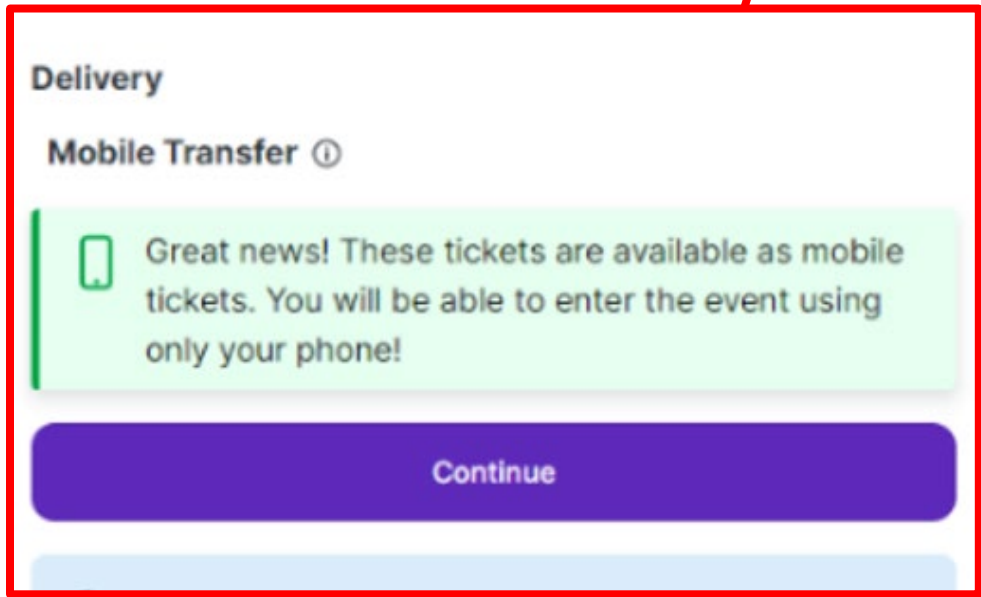 Delivery
Mobile Transfer
Great news! These tickets are available as mobile
tickets. You will be able to enter the event using
only your phone!
Continue